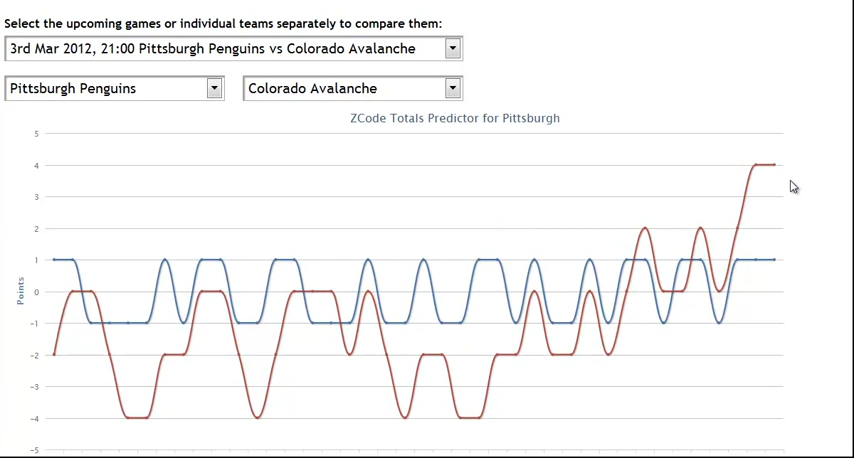 Select the upcoming games or individual teams separately to compare them:
3rd Mar 2012, 21:00 Pittsburgh Penguins vs Colorado Avalanche
Pittsburgh Penguins
Colorado Avalanche
ZCode Totals Predictor for Pittsburgh
5
4
3
2
1
0
-1
-2
-3
-4
-5
Points